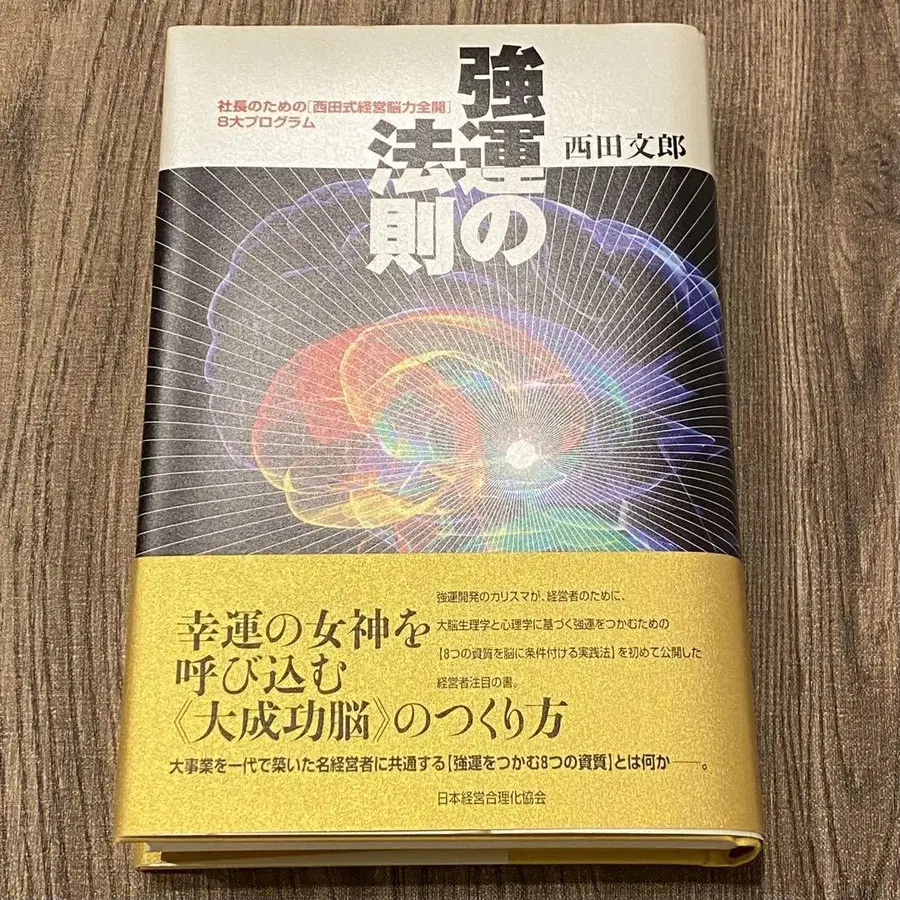 強運の
法則
社長のための［西田式経営脳力全開］
8大プログラム
西田文郎
幸運の女神を
呼び込む
《大成功脳》のつくり方
強運開発のカリスマが、経営者のために、
大脳生理学と心理学に基づく強運をつかむための
【8つの資質を脳に条件付ける実践法】を初めて公開した
経営者注目の書。
大事業を一代で築いた名経営者に共通する【強運をつかむ8つの資質】とは何か──。
日本経営合理化協会